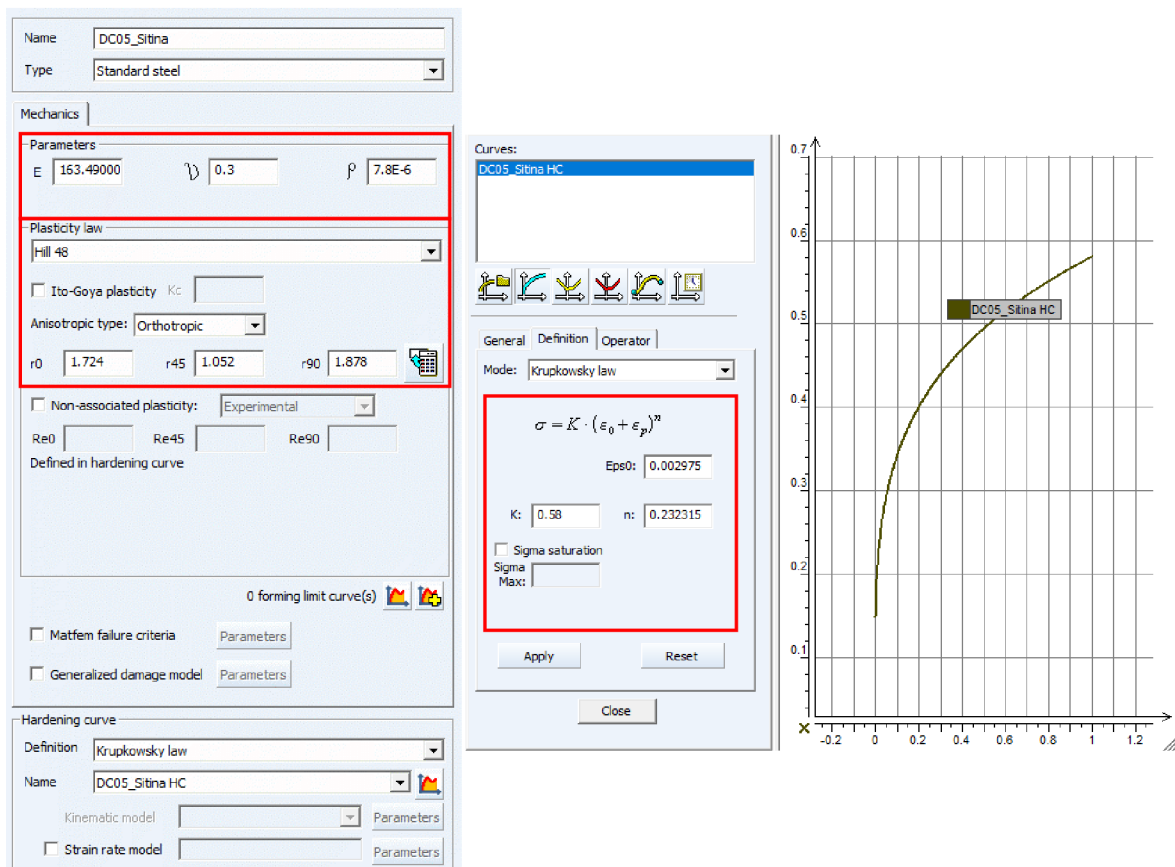 Name DC05_Sitina
Type Standard steel
Mechanics
Parameters
E 163.49000 ν 0.3 ρ 7.8E-6
Plasticity law
Hill 48
Ito-Goya plasticity Kc
Anisotropic type: Orthotropic
r0 1.724 r45 1.052 r90 1.878
Non-associated plasticity: Experimental
Re0 Re45 Re90
Defined in hardening curve
0 forming limit curve(s)
Matfem failure criteria Parameters
Generalized damage model Parameters
Hardening curve
Definition Krupkowsky law
Name DC05_Sitina HC
Kinematic model Parameters
Strain rate model Parameters
Curves:
DC05_Sitina HC
General Definition Operator
Mode: Krupkowsky law
σ = K · (ε₀ + εₚ)ⁿ
Eps0: 0.002975
K: 0.58 n: 0.232315
Sigma saturation
Sigma
Max:
Apply Reset
Close
0.7
0.6
0.5
0.4
0.3
0.2
0.1
DC05_Sitina HC
-0.2 0 0.2 0.4 0.6 0.8 1 1.2